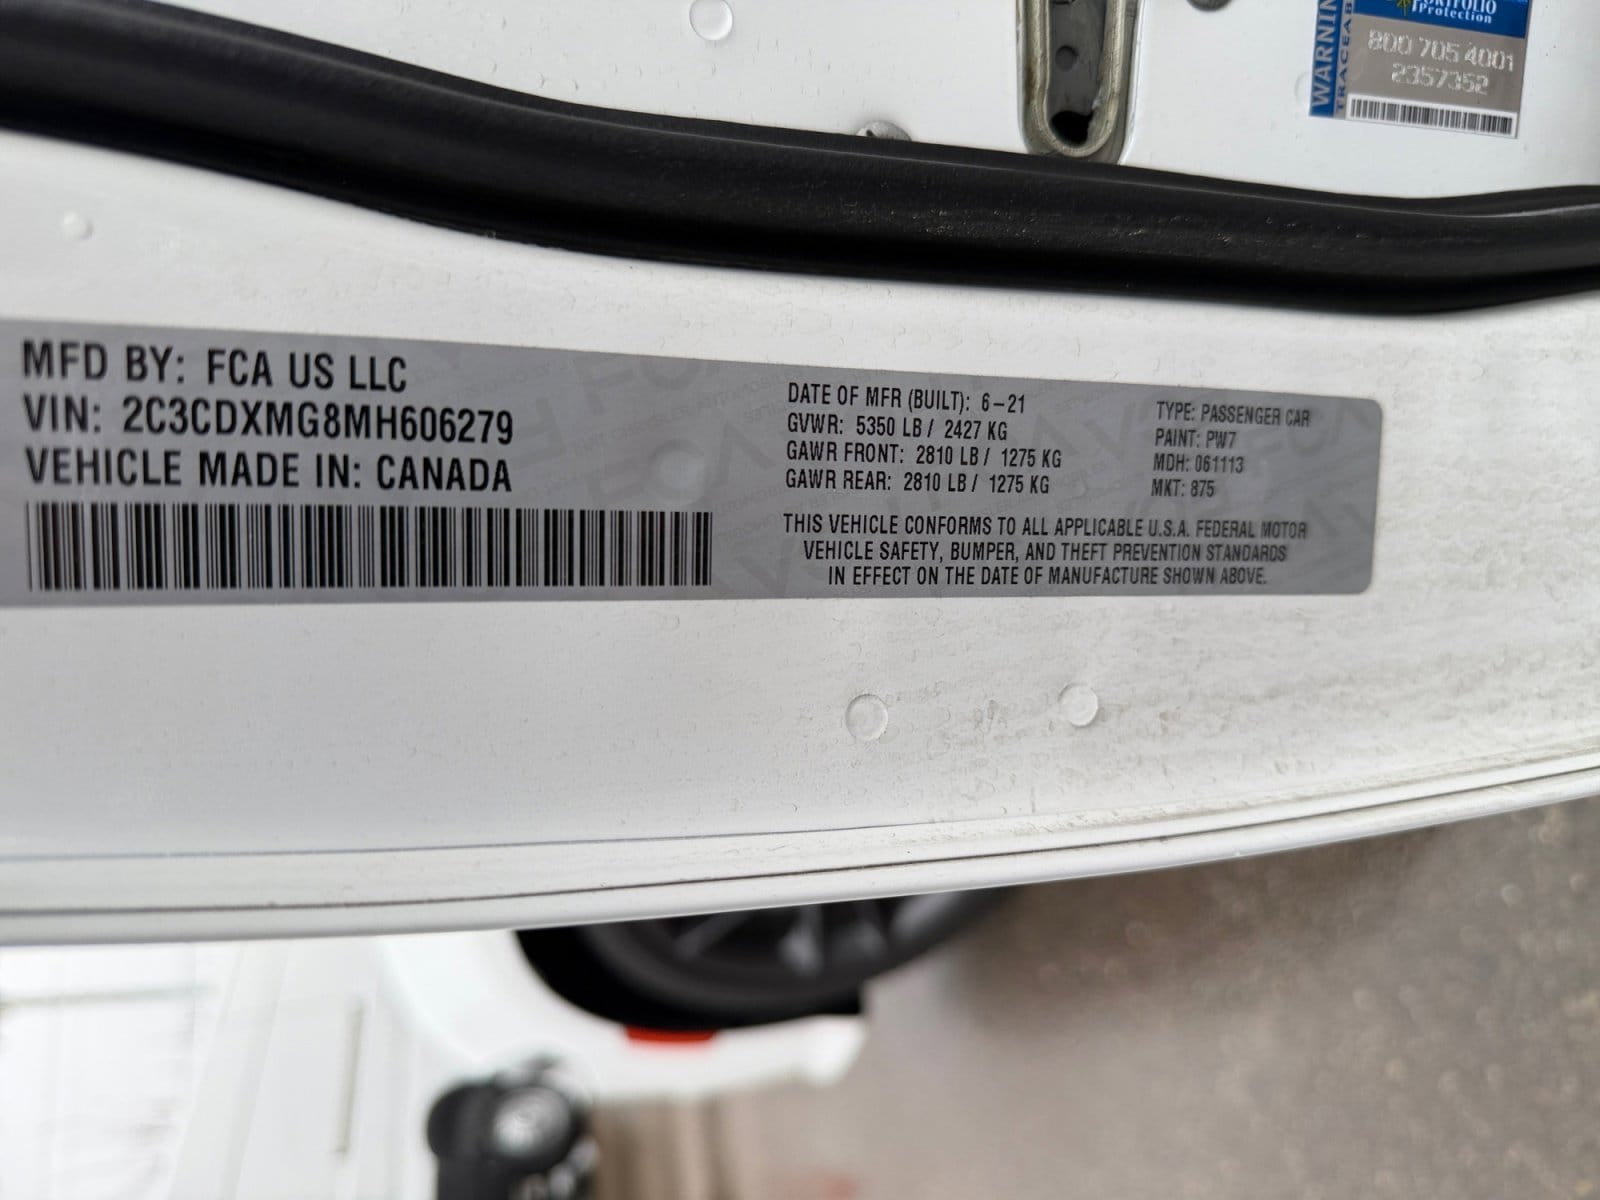 WARNIN
TRACEAB
Protection
800 705 4001
2357352
MFD BY: FCA US LLC
VIN: 2C3CDXMG8MH606279
VEHICLE MADE IN: CANADA
DATE OF MFR (BUILT): 6-21
GVWR: 5350 LB / 2427 KG
GAWR FRONT: 2810 LB / 1275 KG
GAWR REAR: 2810 LB / 1275 KG
TYPE: PASSENGER CAR
PAINT: PW7
MDH: 061113
MKT: 875
THIS VEHICLE CONFORMS TO ALL APPLICABLE U.S.A. FEDERAL MOTOR
VEHICLE SAFETY, BUMPER, AND THEFT PREVENTION STANDARDS
IN EFFECT ON THE DATE OF MANUFACTURE SHOWN ABOVE.